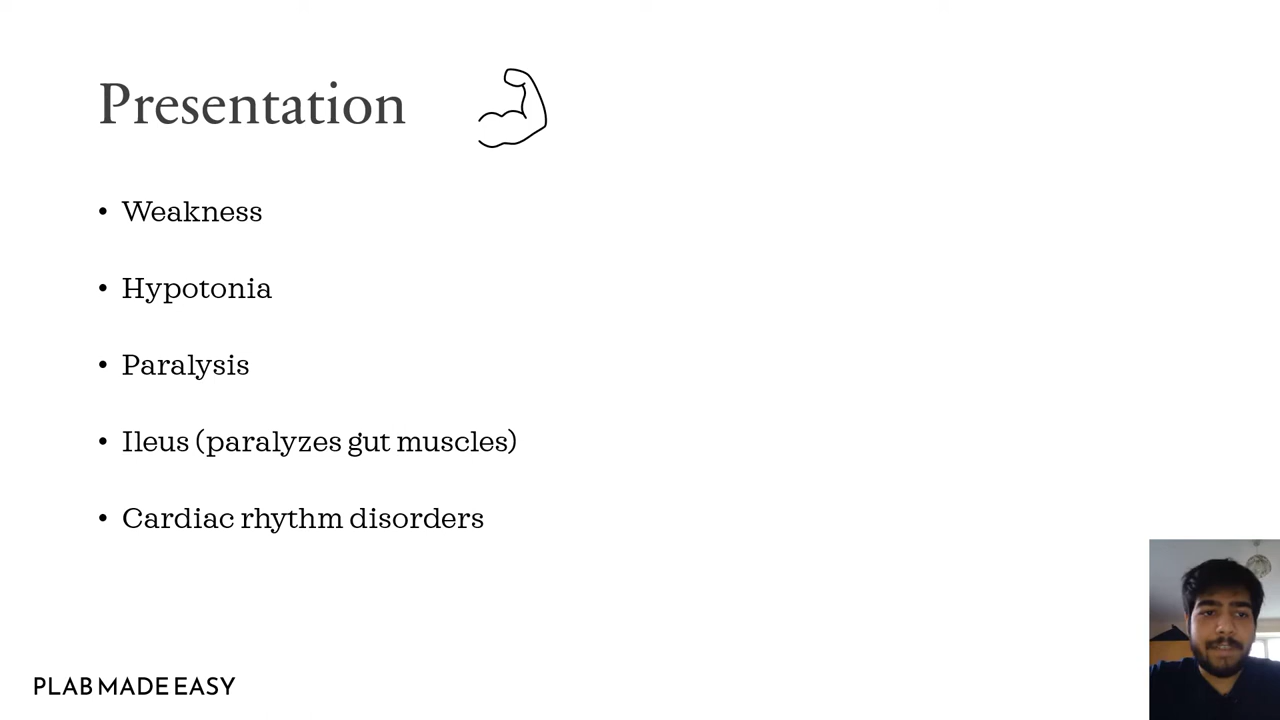 Presentation
• Weakness
• Hypotonia
• Paralysis
• Ileus (paralyzes gut muscles)
• Cardiac rhythm disorders
PLAB MADE EASY